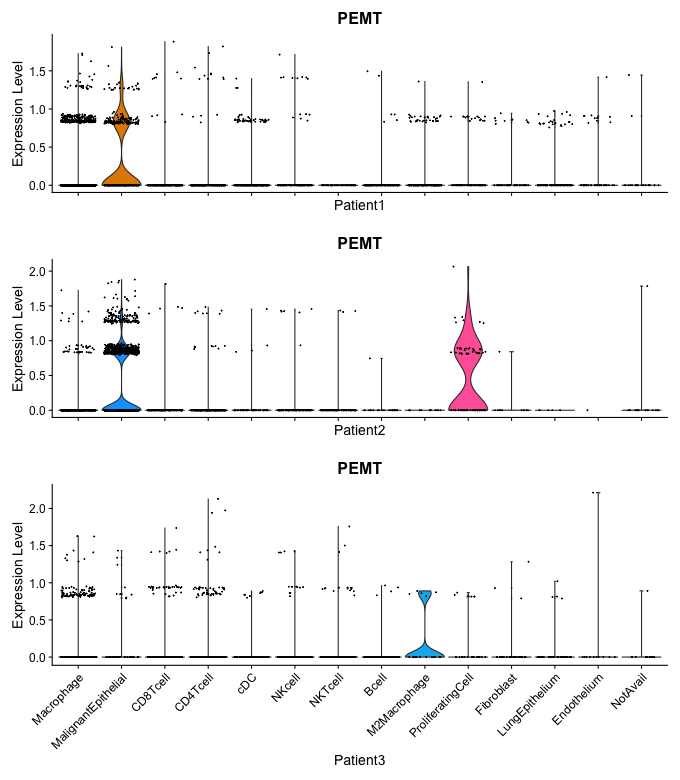 PEMT
Expression Level
1.5
1.0
0.5
0.0
Patient1
PEMT
Expression Level
2.0
1.5
1.0
0.5
0.0
Patient2
PEMT
Expression Level
2.0
1.5
1.0
0.5
0.0
Macrophage
MalignantEpithelial
CD8Tcell
CD4Tcell
cDC
NKcell
NKTcell
Bcell
M2Macrophage
ProliferatingCell
Fibroblast
LungEpithelium
Endothelium
NotAvail
Patient3